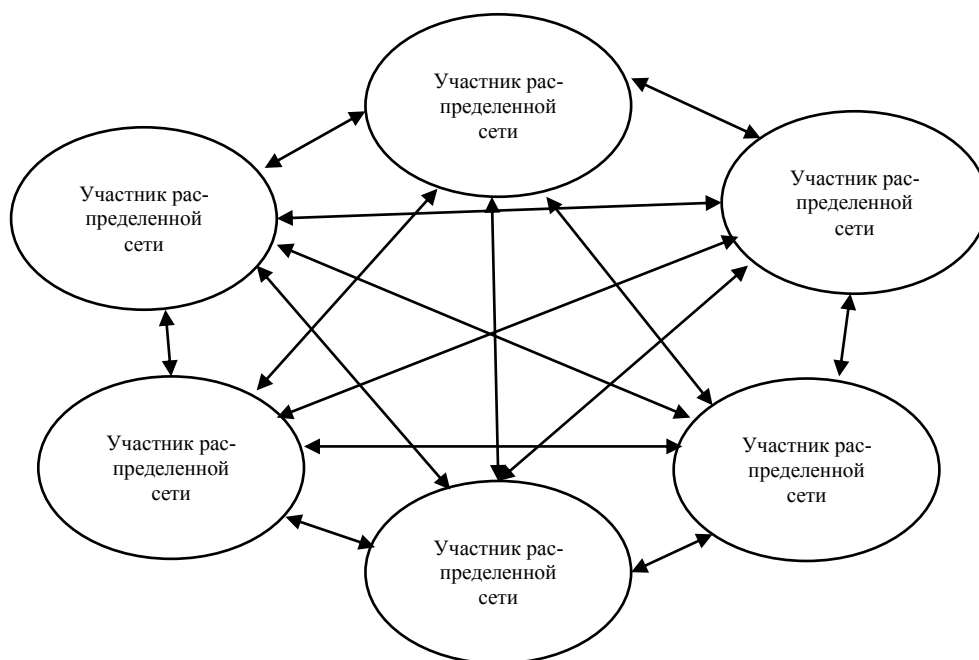 Участник рас-
пределенной
сети
Участник рас-
пределенной
сети
Участник рас-
пределенной
сети
Участник рас-
пределенной
сети
Участник рас-
пределенной
сети
Участник рас-
пределенной
сети